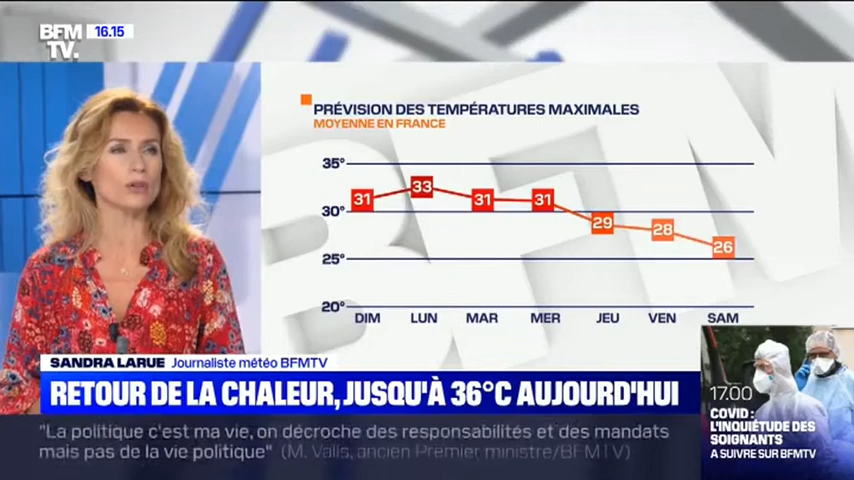 BFM
TV.
16.15
PRÉVISION DES TEMPÉRATURES MAXIMALES
MOYENNE EN FRANCE
35°
30°
25°
20°
31
33
31
31
29
28
26
DIM
LUN
MAR
MER
JEU
VEN
SAM
SANDRA LARUE Journaliste météo BFMTV
RETOUR DE LA CHALEUR, JUSQU'À 36°C AUJOURD'HUI
"La politique c'est ma vie, on décroche des responsabilités et des mandats
mais pas de la vie politique" (M. Valls, ancien Premier ministre/BFMTV)
17.00
COVID :
L'INQUIÉTUDE DES
SOIGNANTS
A SUIVRE SUR BFMTV